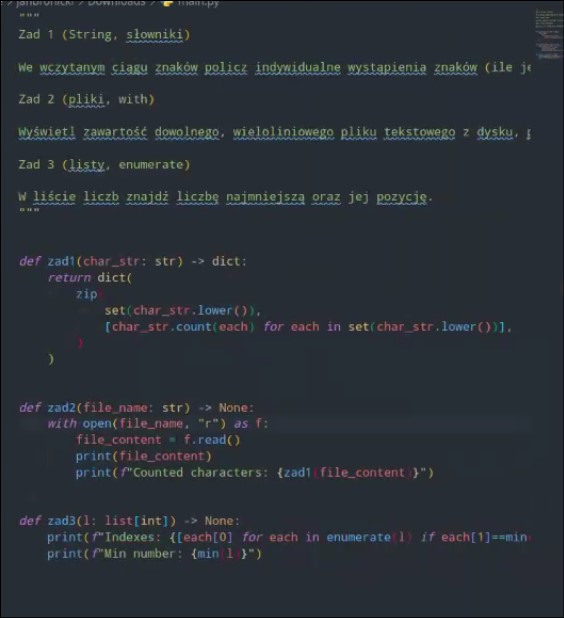 janbronicki / Downloads / main.py
"""
Zad 1 (String, słowniki)
We wczytanym ciągu znaków policz indywidualne wystąpienia znaków (ile je
Zad 2 (pliki, with)
Wyświetl zawartość dowolnego, wieloliniowego pliku tekstowego z dysku, p
Zad 3 (listy, enumerate)
W liście liczb znajdź liczbę najmniejszą oraz jej pozycję.
"""
def zad1(char_str: str) -> dict:
return dict(
zip(
set(char_str.lower()),
[char_str.count(each) for each in set(char_str.lower())],
)
)
def zad2(file_name: str) -> None:
with open(file_name, "r") as f:
file_content = f.read()
print(file_content)
print(f"Counted characters: {zad1(file_content)}")
def zad3(l: list[int]) -> None:
print(f"Indexes: {[each[0] for each in enumerate(l) if each[1]==min(
print(f"Min number: {min(l)}")